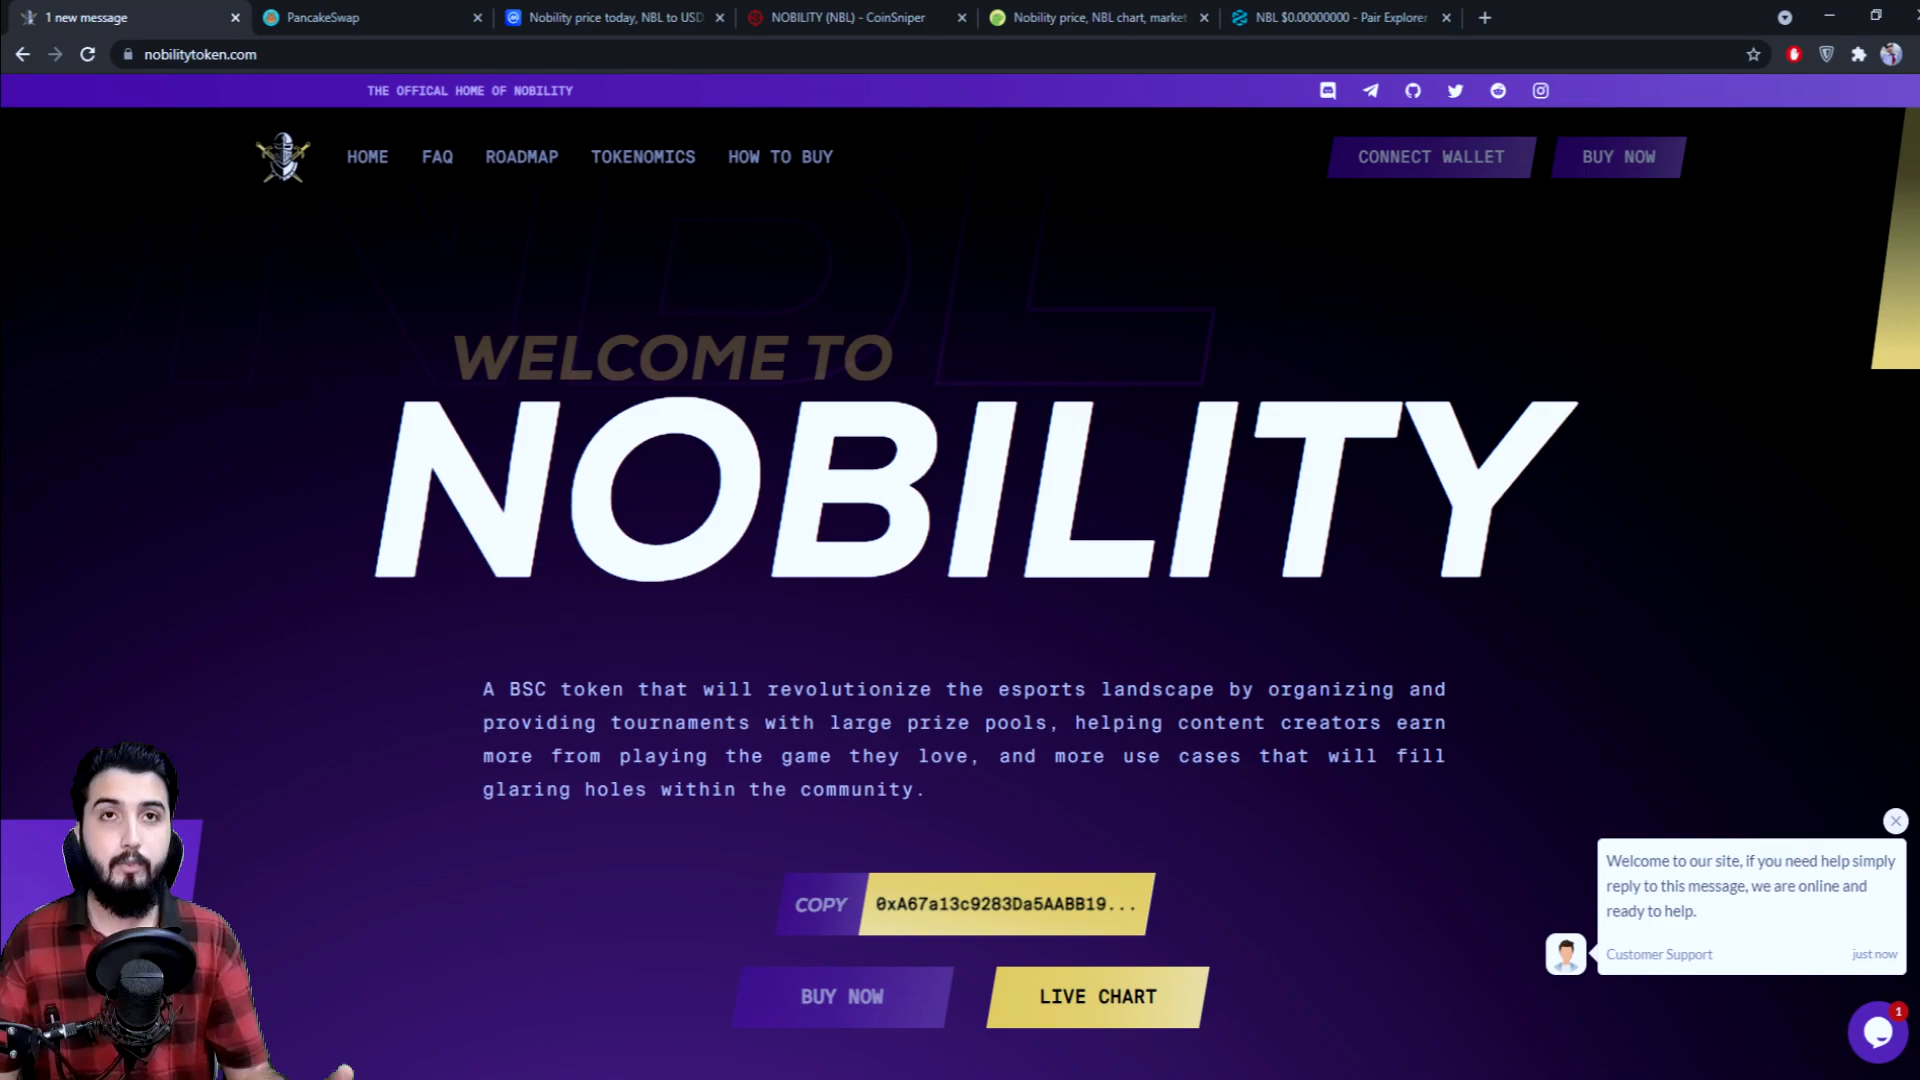 1 new message
PancakeSwap
Nobility price today, NBL to USD
NOBILITY (NBL) - CoinSniper
Nobility price, NBL chart, market
NBL $0.00000000 - Pair Explorer
nobilitytoken.com
THE OFFICAL HOME OF NOBILITY
HOME
FAQ
ROADMAP
TOKENOMICS
HOW TO BUY
CONNECT WALLET
BUY NOW
NBL
WELCOME TO
NOBILITY
A BSC token that will revolutionize the esports landscape by organizing and
providing tournaments with large prize pools, helping content creators earn
more from playing the game they love, and more use cases that will fill
glaring holes within the community.
COPY
0xA67a13c9283Da5AABB19...
BUY NOW
LIVE CHART
Welcome to our site, if you need help simply
reply to this message, we are online and
ready to help.
Customer Support
just now
1